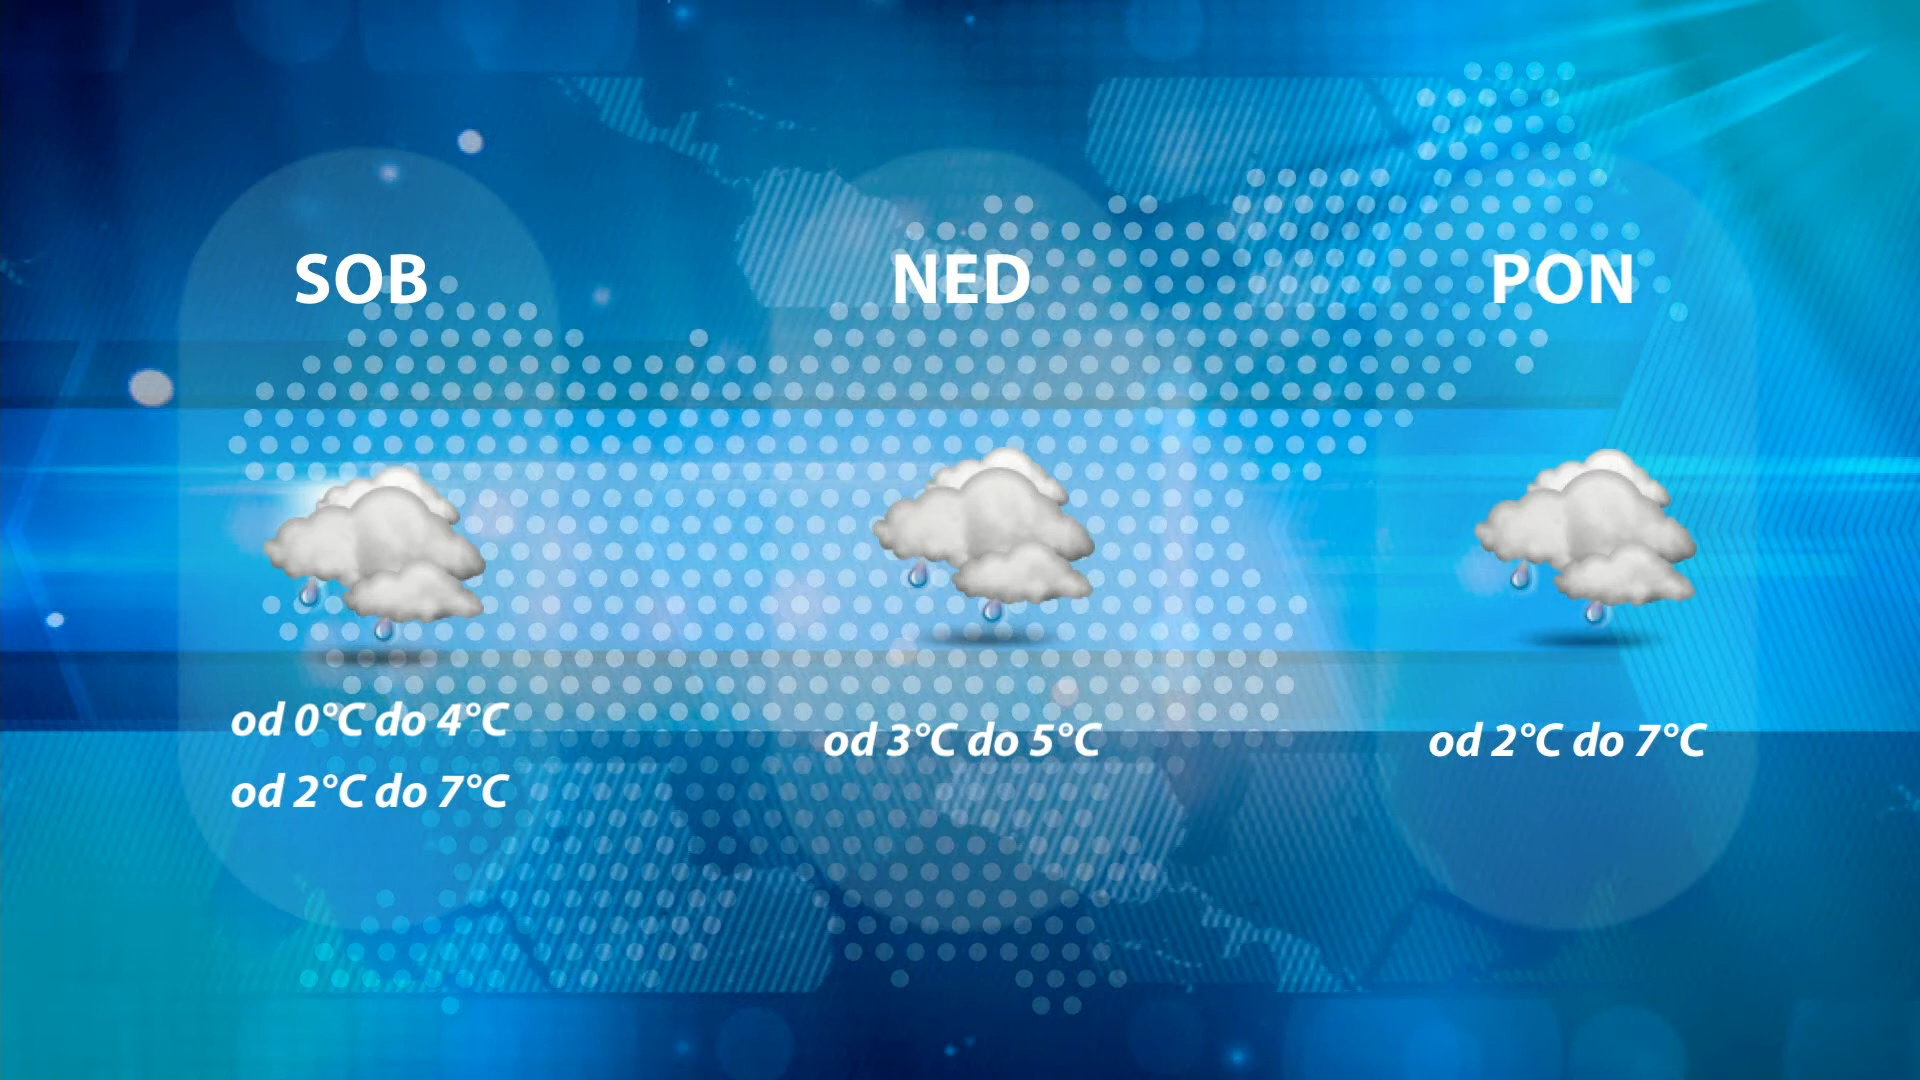 SOB
od 0°C do 4°C
od 2°C do 7°C
NED
od 3°C do 5°C
PON
od 2°C do 7°C